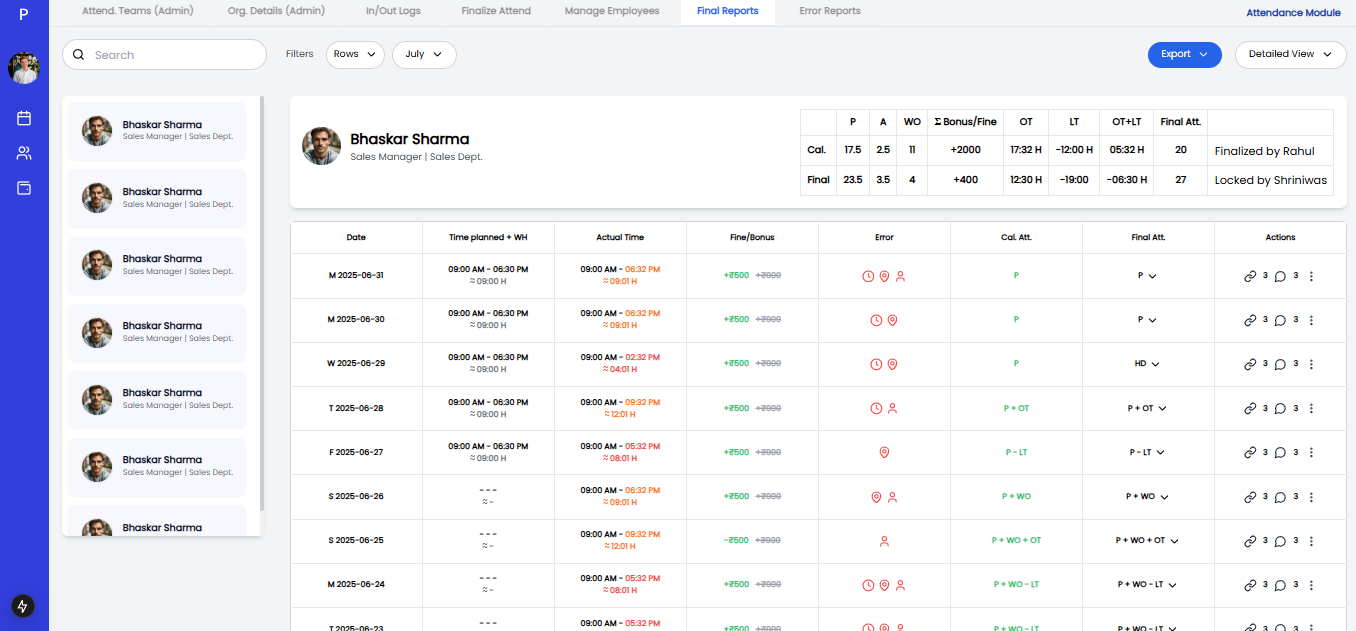 P
Attend. Teams (Admin) Org. Details (Admin) In/Out Logs Finalize Attend Manage Employees Final Reports Error Reports Attendance Module
Search Filters Rows July Export Detailed View
Bhaskar Sharma
Sales Manager | Sales Dept.
Bhaskar Sharma
Sales Manager | Sales Dept.
Bhaskar Sharma
Sales Manager | Sales Dept.
Bhaskar Sharma
Sales Manager | Sales Dept.
Bhaskar Sharma
Sales Manager | Sales Dept.
Bhaskar Sharma
Sales Manager | Sales Dept.
Bhaskar Sharma
Bhaskar Sharma
Sales Manager | Sales Dept.
P A WO Σ Bonus/Fine OT LT OT+LT Final Att.
Cal. 17.5 2.5 11 +2000 17:32 H -12:00 H 05:32 H 20 Finalized by Rahul
Final 23.5 3.5 4 +400 12:30 H -19:00 -06:30 H 27 Locked by Shriniwas
Date Time planned + WH Actual Time Fine/Bonus Error Cal. Att. Final Att. Actions
M 2025-06-31 09:00 AM - 06:30 PM 09:00 AM - 06:32 PM +₹500 +₹900 P P 3 3
≈ 09:00 H ≈ 09:01 H
M 2025-06-30 09:00 AM - 06:30 PM 09:00 AM - 06:32 PM +₹500 +₹900 P P 3 3
≈ 09:00 H ≈ 09:01 H
W 2025-06-29 09:00 AM - 06:30 PM 09:00 AM - 02:32 PM +₹500 +₹900 P HD 3 3
≈ 09:00 H ≈ 04:01 H
T 2025-06-28 09:00 AM - 06:30 PM 09:00 AM - 09:32 PM +₹500 +₹900 P + OT P + OT 3 3
≈ 09:00 H ≈ 12:01 H
F 2025-06-27 09:00 AM - 06:30 PM 09:00 AM - 05:32 PM +₹500 +₹900 P - LT P - LT 3 3
≈ 09:00 H ≈ 08:01 H
S 2025-06-26 --- 09:00 AM - 06:32 PM +₹500 +₹900 P + WO P + WO 3 3
≈ - ≈ 09:01 H
S 2025-06-25 --- 09:00 AM - 09:32 PM -₹500 +₹900 P + WO + OT P + WO + OT 3 3
≈ - ≈ 12:01 H
M 2025-06-24 --- 09:00 AM - 05:32 PM +₹500 +₹900 P + WO - LT P + WO - LT 3 3
≈ - ≈ 08:01 H
T 2025-06-23 --- 09:00 AM - 05:32 PM +₹500 +₹900 P + WO - LT P + WO - LT 3 3